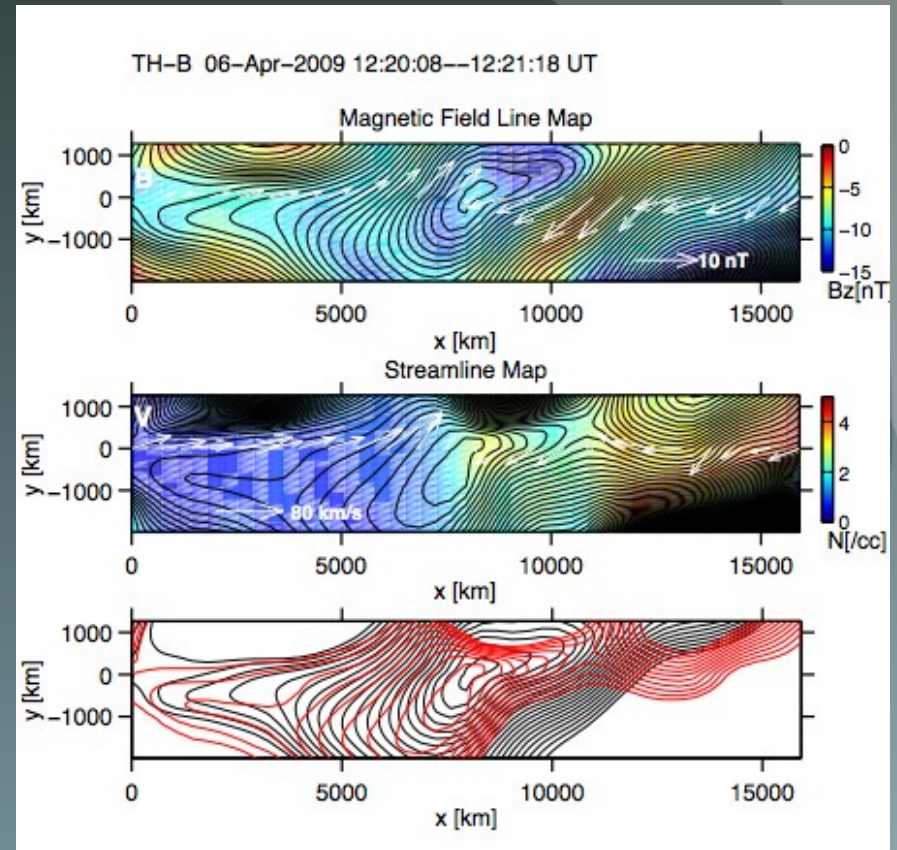 TH-B 06-Apr-2009 12:20:08--12:21:18 UT
Magnetic Field Line Map
B
1000
0
-1000
y [km]
10 nT
0
-5
-10
-15
Bz[nT]
0 5000 10000 15000
x [km]
Streamline Map
V
1000
0
-1000
y [km]
80 km/s
4
2
0
N[/cc]
0 5000 10000 15000
x [km]
1000
0
-1000
y [km]
0 5000 10000 15000
x [km]